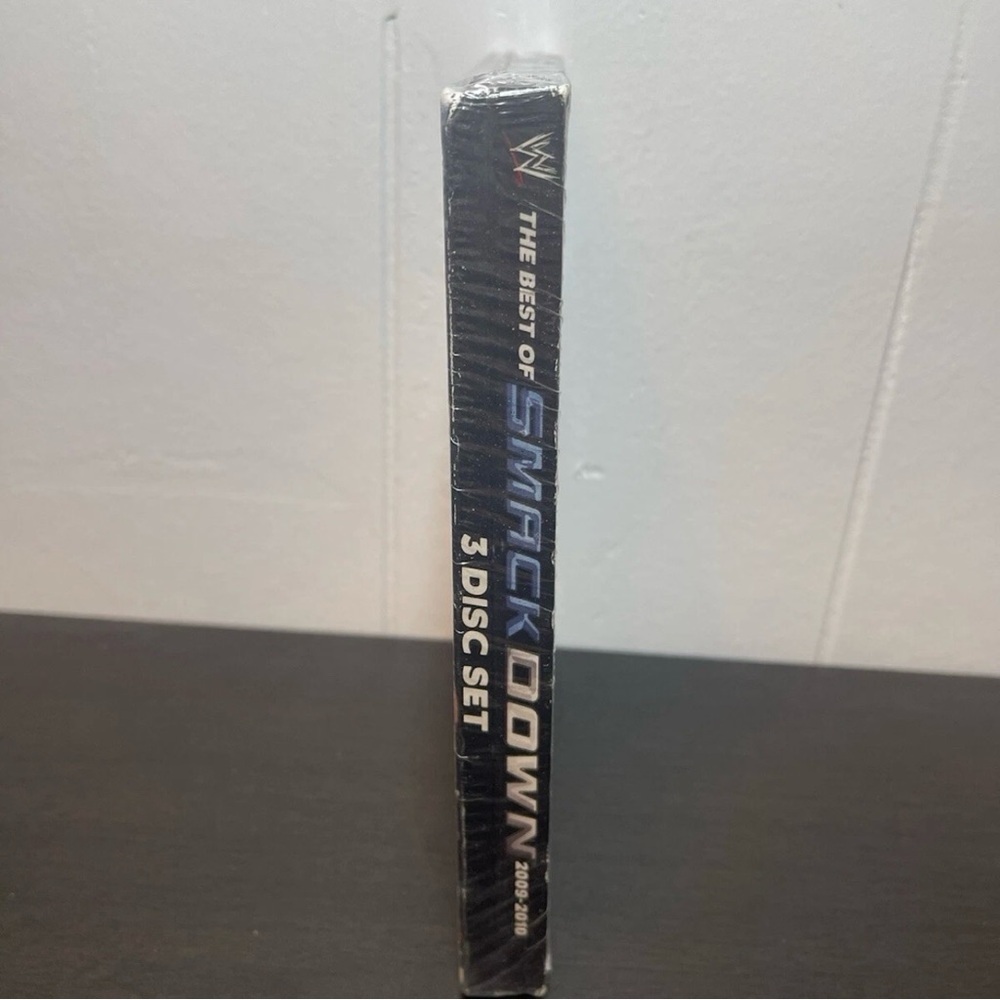 W
THE BEST OF SMACKDOWN 2009-2010
3 DISC SET